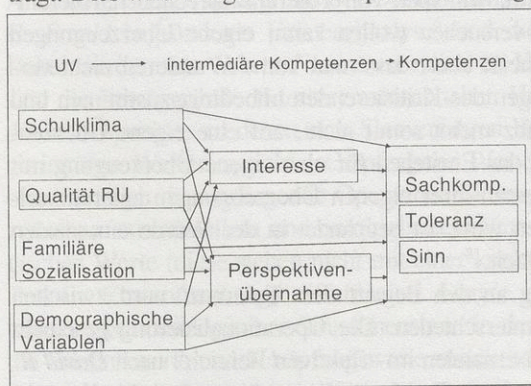 UV → intermediäre Kompetenzen → Kompetenzen
Schulklima
Qualität RU
Familiäre
Sozialisation
Demographische
Variablen
Interesse
Perspektiven-
übernahme
Sachkomp.
Toleranz
Sinn